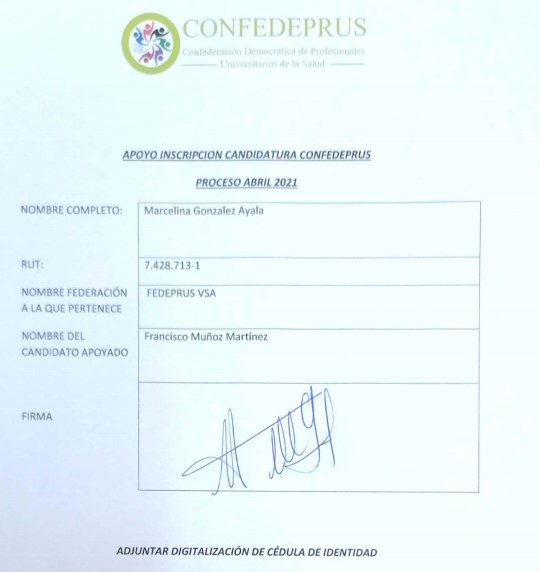 CONFEDEPRUS
Confederación Democrática de Profesionales
Universitarios de la Salud
APOYO INSCRIPCION CANDIDATURA CONFEDEPRUS
PROCESO ABRIL 2021
NOMBRE COMPLETO: Marcelina Gonzalez Ayala
RUT: 7.428.713-1
NOMBRE FEDERACIÓN FEDEPRUS VSA
A LA QUE PERTENECE
NOMBRE DEL Francisco Muñoz Martínez
CANDIDATO APOYADO
FIRMA
ADJUNTAR DIGITALIZACIÓN DE CÉDULA DE IDENTIDAD